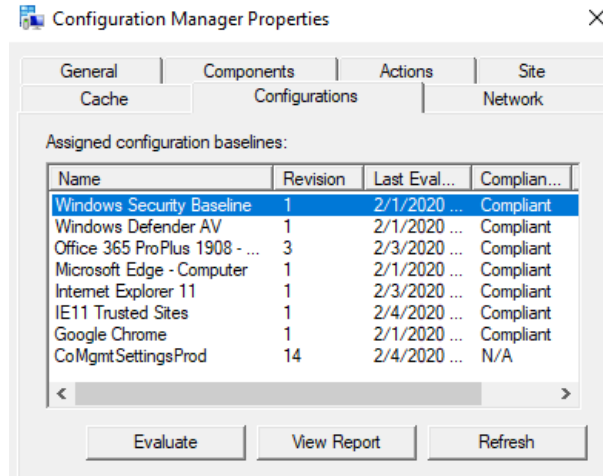 Configuration Manager Properties
General Components Actions Site
Cache Configurations Network
Assigned configuration baselines:
Name Revision Last Eval... Complian...
Windows Security Baseline 1 2/1/2020 ... Compliant
Windows Defender AV 1 2/1/2020 ... Compliant
Office 365 ProPlus 1908 - ... 3 2/3/2020 ... Compliant
Microsoft Edge - Computer 1 2/1/2020 ... Compliant
Internet Explorer 11 1 2/3/2020 ... Compliant
IE11 Trusted Sites 1 2/4/2020 ... Compliant
Google Chrome 1 2/1/2020 ... Compliant
CoMgmtSettingsProd 14 2/4/2020 ... N/A
Evaluate View Report Refresh